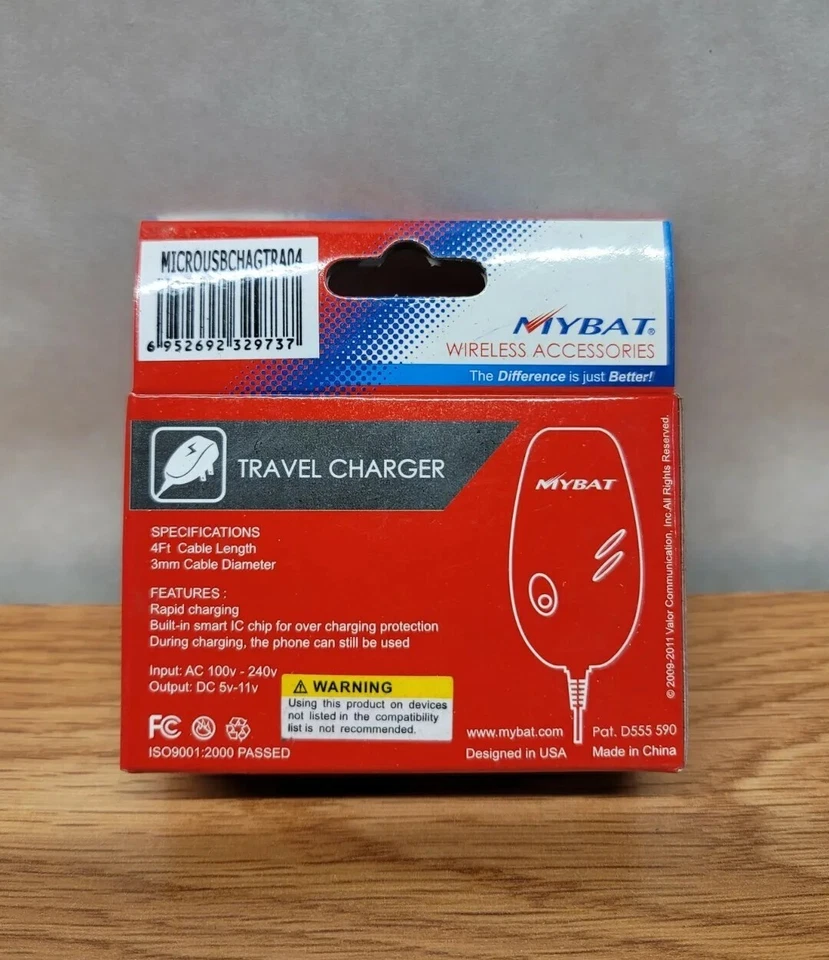 MICROUSBCHAGTRA04
6 952692 329737
MYBAT®
WIRELESS ACCESSORIES
The Difference is just Better!
TRAVEL CHARGER
MYBAT
SPECIFICATIONS
4Ft Cable Length
3mm Cable Diameter
FEATURES :
Rapid charging
Built-in smart IC chip for over charging protection
During charging, the phone can still be used
Input: AC 100v - 240v
Output: DC 5v-11v
WARNING
Using this product on devices
not listed in the compatibility
list is not recommended.
FC
ISO9001:2000 PASSED
www.mybat.com
Pat. D555 590
Designed in USA
Made in China
© 2009-2011 Valor Communication, Inc.All Rights Reserved.